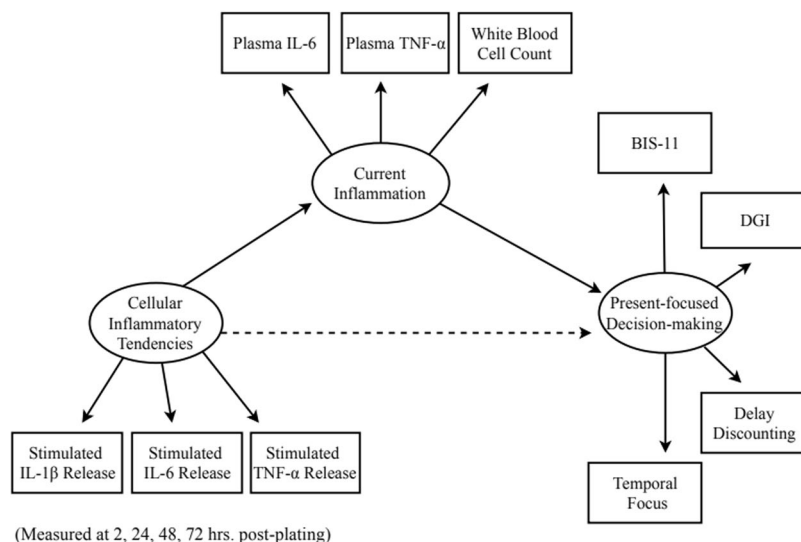 Plasma IL-6
Plasma TNF-α
White Blood
Cell Count
BIS-11
Current
Inflammation
DGI
Cellular
Inflammatory
Tendencies
Present-focused
Decision-making
Delay
Discounting
Stimulated
IL-1β Release
Stimulated
IL-6 Release
Stimulated
TNF-α Release
Temporal
Focus
(Measured at 2, 24, 48, 72 hrs. post-plating)